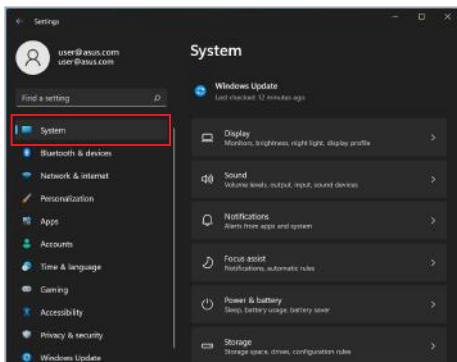 Settings
user@asus.com
user@asus.com
Find a setting
System
Bluetooth & devices
Network & internet
Personalization
Apps
Accounts
Time & language
Gaming
Accessibility
Privacy & security
Windows Update
System
Windows Update
Last checked: 12 minutes ago
Display
Monitors, brightness, night light, display profile
Sound
Volume levels, output, input, sound devices
Notifications
Alerts from apps and system
Focus assist
Notifications, automatic rules
Power & battery
Sleep, battery usage, battery saver
Storage
Storage space, drives, configuration rules